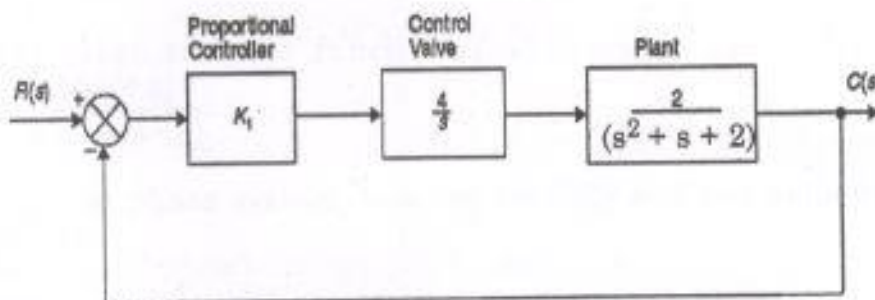 Proportional
Controller
Control
Valve
Plant
R(s)
+
−
K₁
4
3
2
(s² + s + 2)
C(s